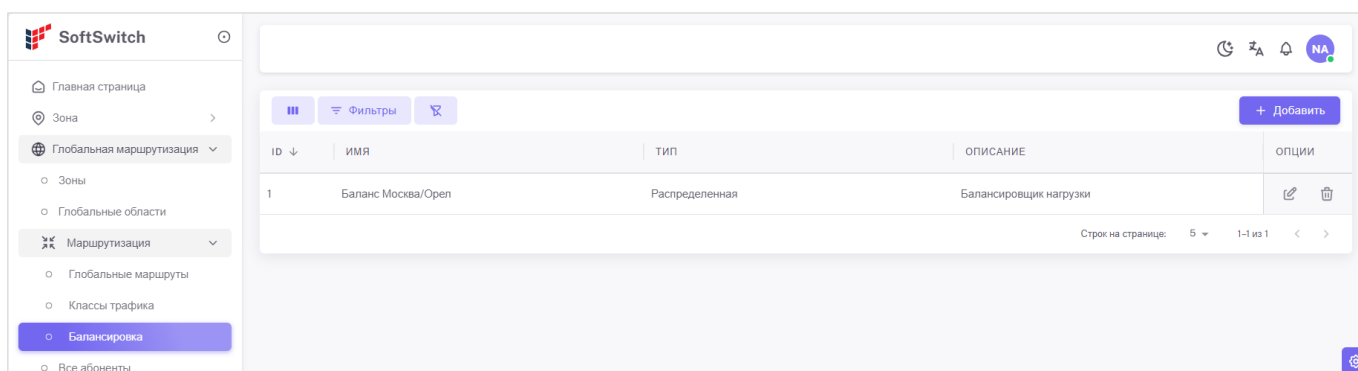 SoftSwitch
Главная страница
Зона
Глобальная маршрутизация
Зоны
Глобальные области
Маршрутизация
Глобальные маршруты
Классы трафика
Балансировка
Все абоненты
NA
Фильтры
+ Добавить
ID ИМЯ ТИП ОПИСАНИЕ ОПЦИИ
1 Баланс Москва/Орел Распределенная Балансировщик нагрузки
Строк на странице: 5 1-1 из 1